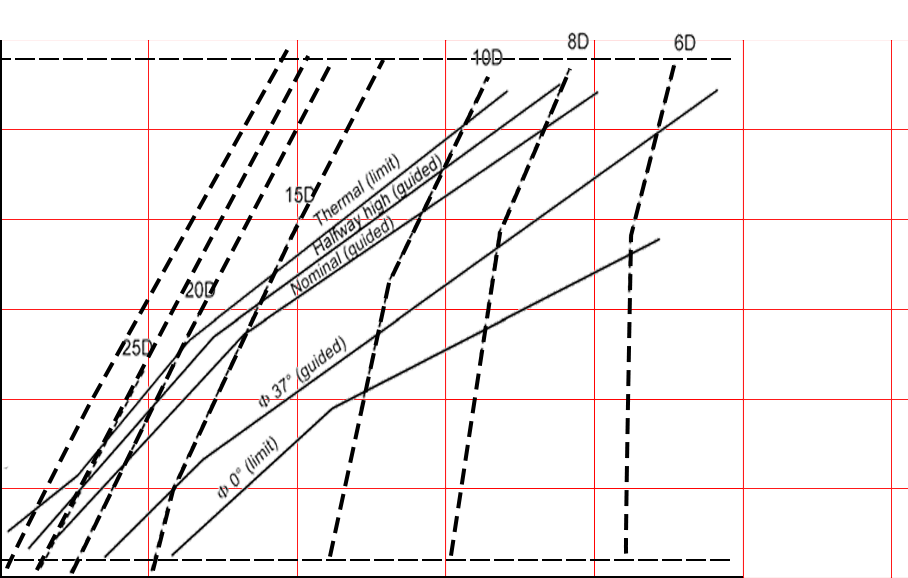 8D
6D
10D
15D
Thermal (limit)
Halfway high (guided)
Nominal (guided)
20D
25D
Φ 37° (guided)
Φ 0° (limit)